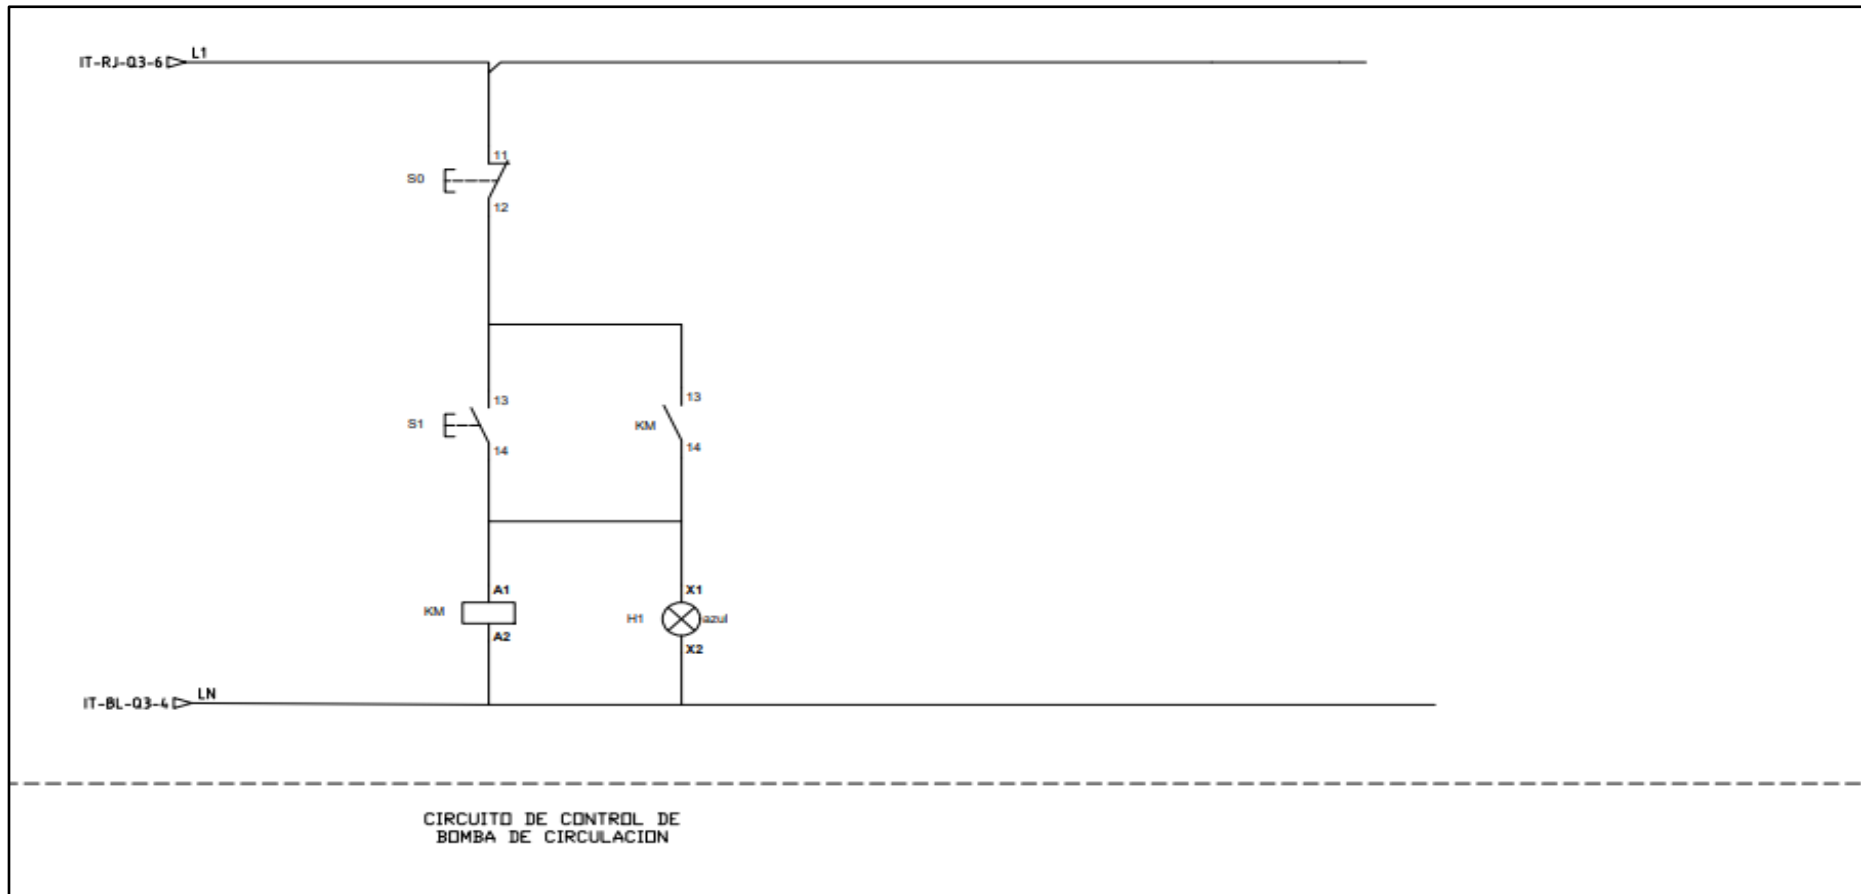 IT-RJ-Q3-6 L1
11
S0
12
13
13
S1
KM
14
14
A1
X1
KM
H1
azul
A2
X2
IT-BL-Q3-4 LN
CIRCUITO DE CONTROL DE
BOMBA DE CIRCULACION